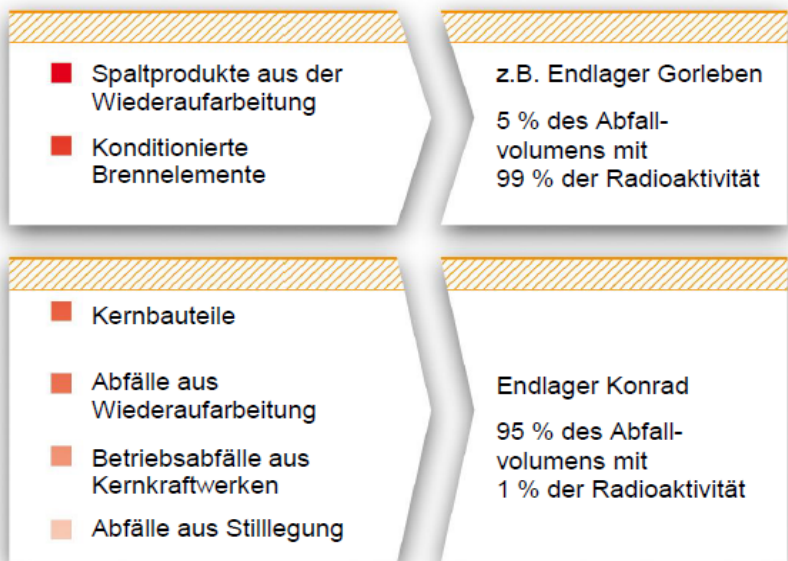 Spaltprodukte aus der
Wiederaufarbeitung
Konditionierte
Brennelemente
z.B. Endlager Gorleben
5 % des Abfall-
volumens mit
99 % der Radioaktivität
Kernbauteile
Abfälle aus
Wiederaufarbeitung
Betriebsabfälle aus
Kernkraftwerken
Abfälle aus Stilllegung
Endlager Konrad
95 % des Abfall-
volumens mit
1 % der Radioaktivität